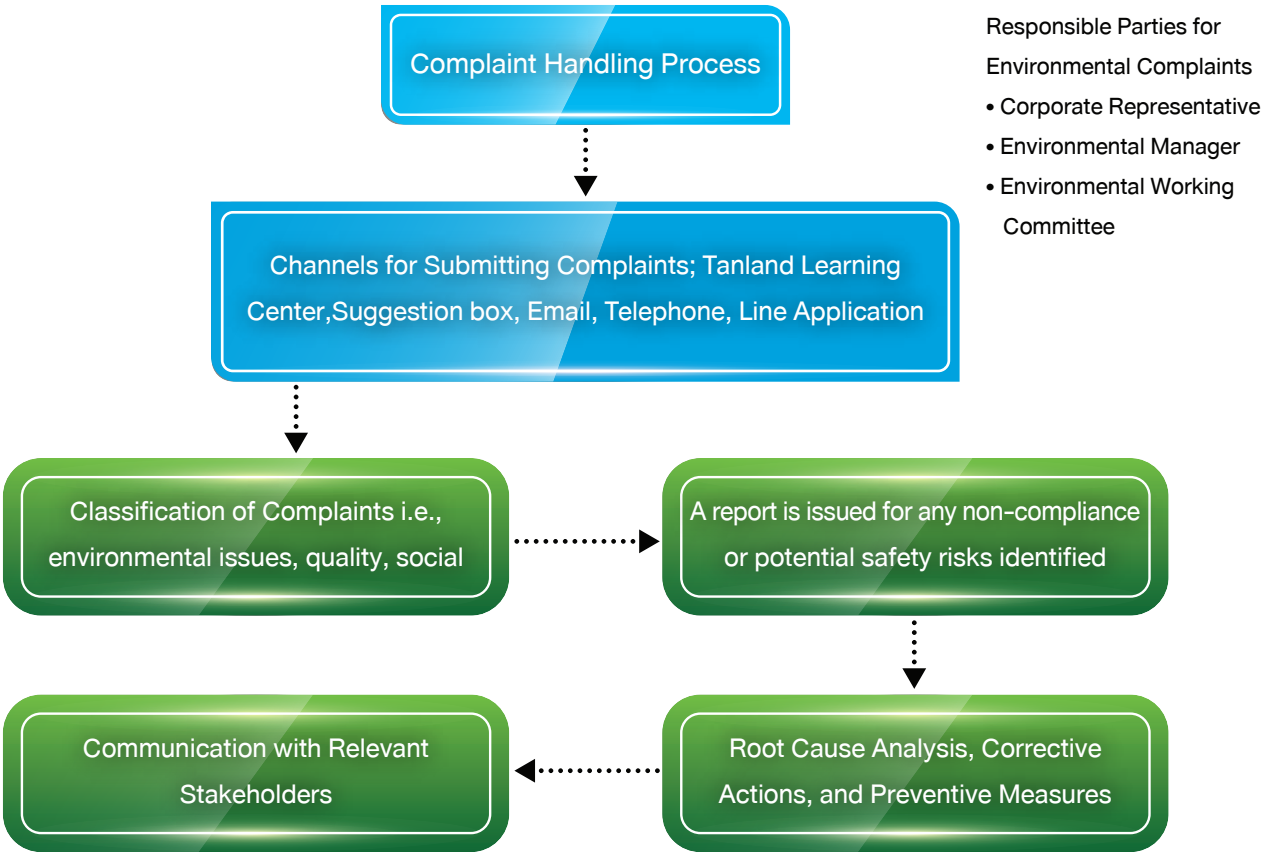 Complaint Handling Process
Responsible Parties for
Environmental Complaints
• Corporate Representative
• Environmental Manager
• Environmental Working
Committee
Channels for Submitting Complaints; Tanland Learning
Center,Suggestion box, Email, Telephone, Line Application
Classification of Complaints i.e.,
environmental issues, quality, social
A report is issued for any non-compliance
or potential safety risks identified
Root Cause Analysis, Corrective
Actions, and Preventive Measures
Communication with Relevant
Stakeholders